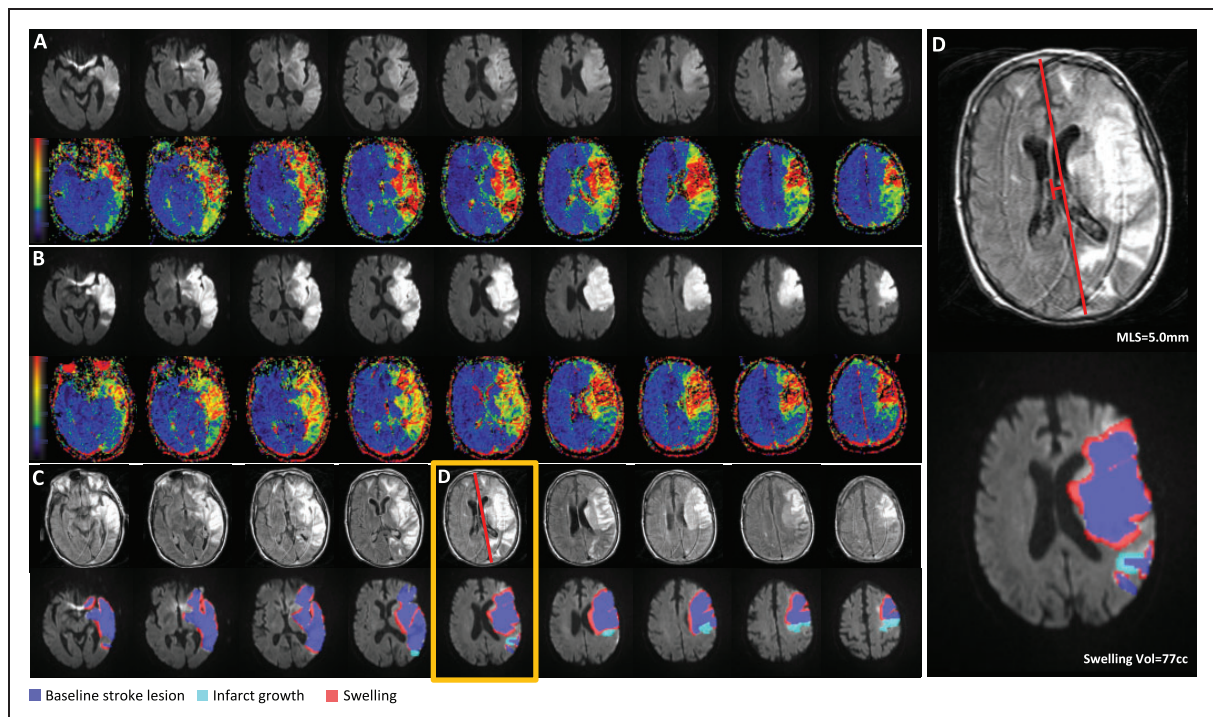 A
B
C
D
Baseline stroke lesion Infarct growth Swelling
D
MLS=5.0mm
Swelling Vol=77cc